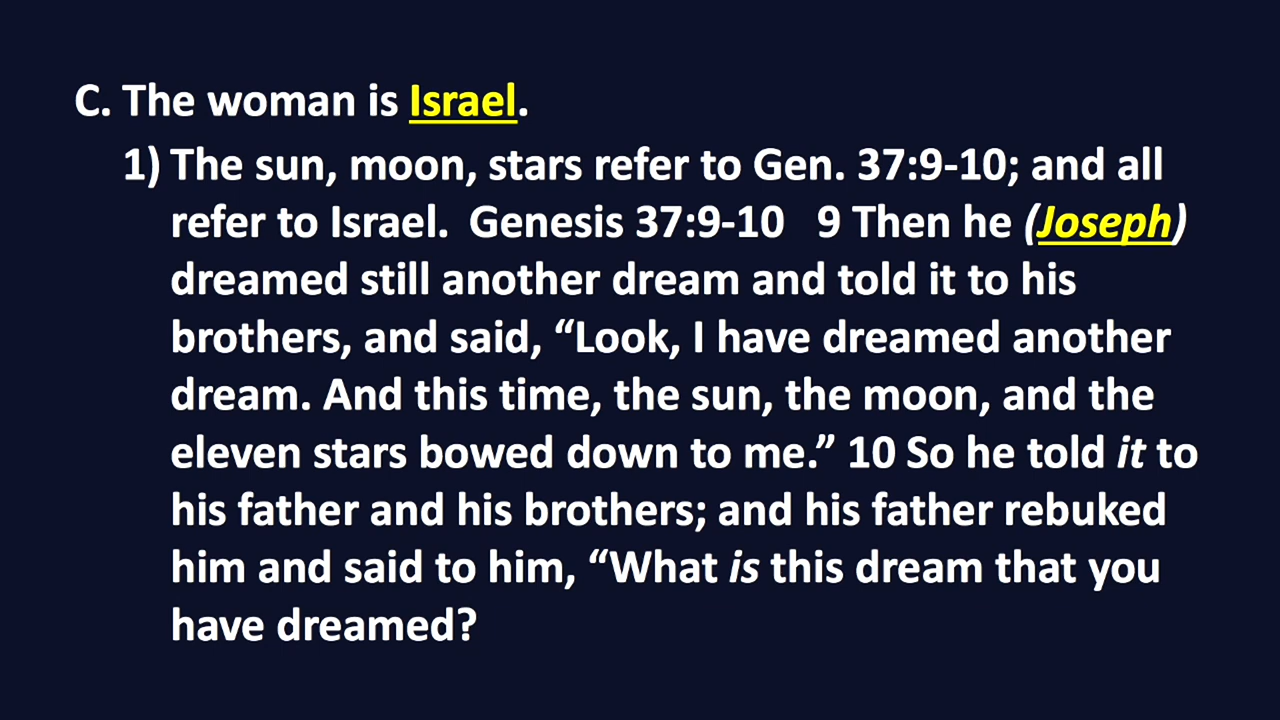 C. The woman is Israel.
1) The sun, moon, stars refer to Gen. 37:9-10; and all
refer to Israel.  Genesis 37:9-10   9 Then he (Joseph)
dreamed still another dream and told it to his
brothers, and said, “Look, I have dreamed another
dream. And this time, the sun, the moon, and the
eleven stars bowed down to me.” 10 So he told it to
his father and his brothers; and his father rebuked
him and said to him, “What is this dream that you
have dreamed?